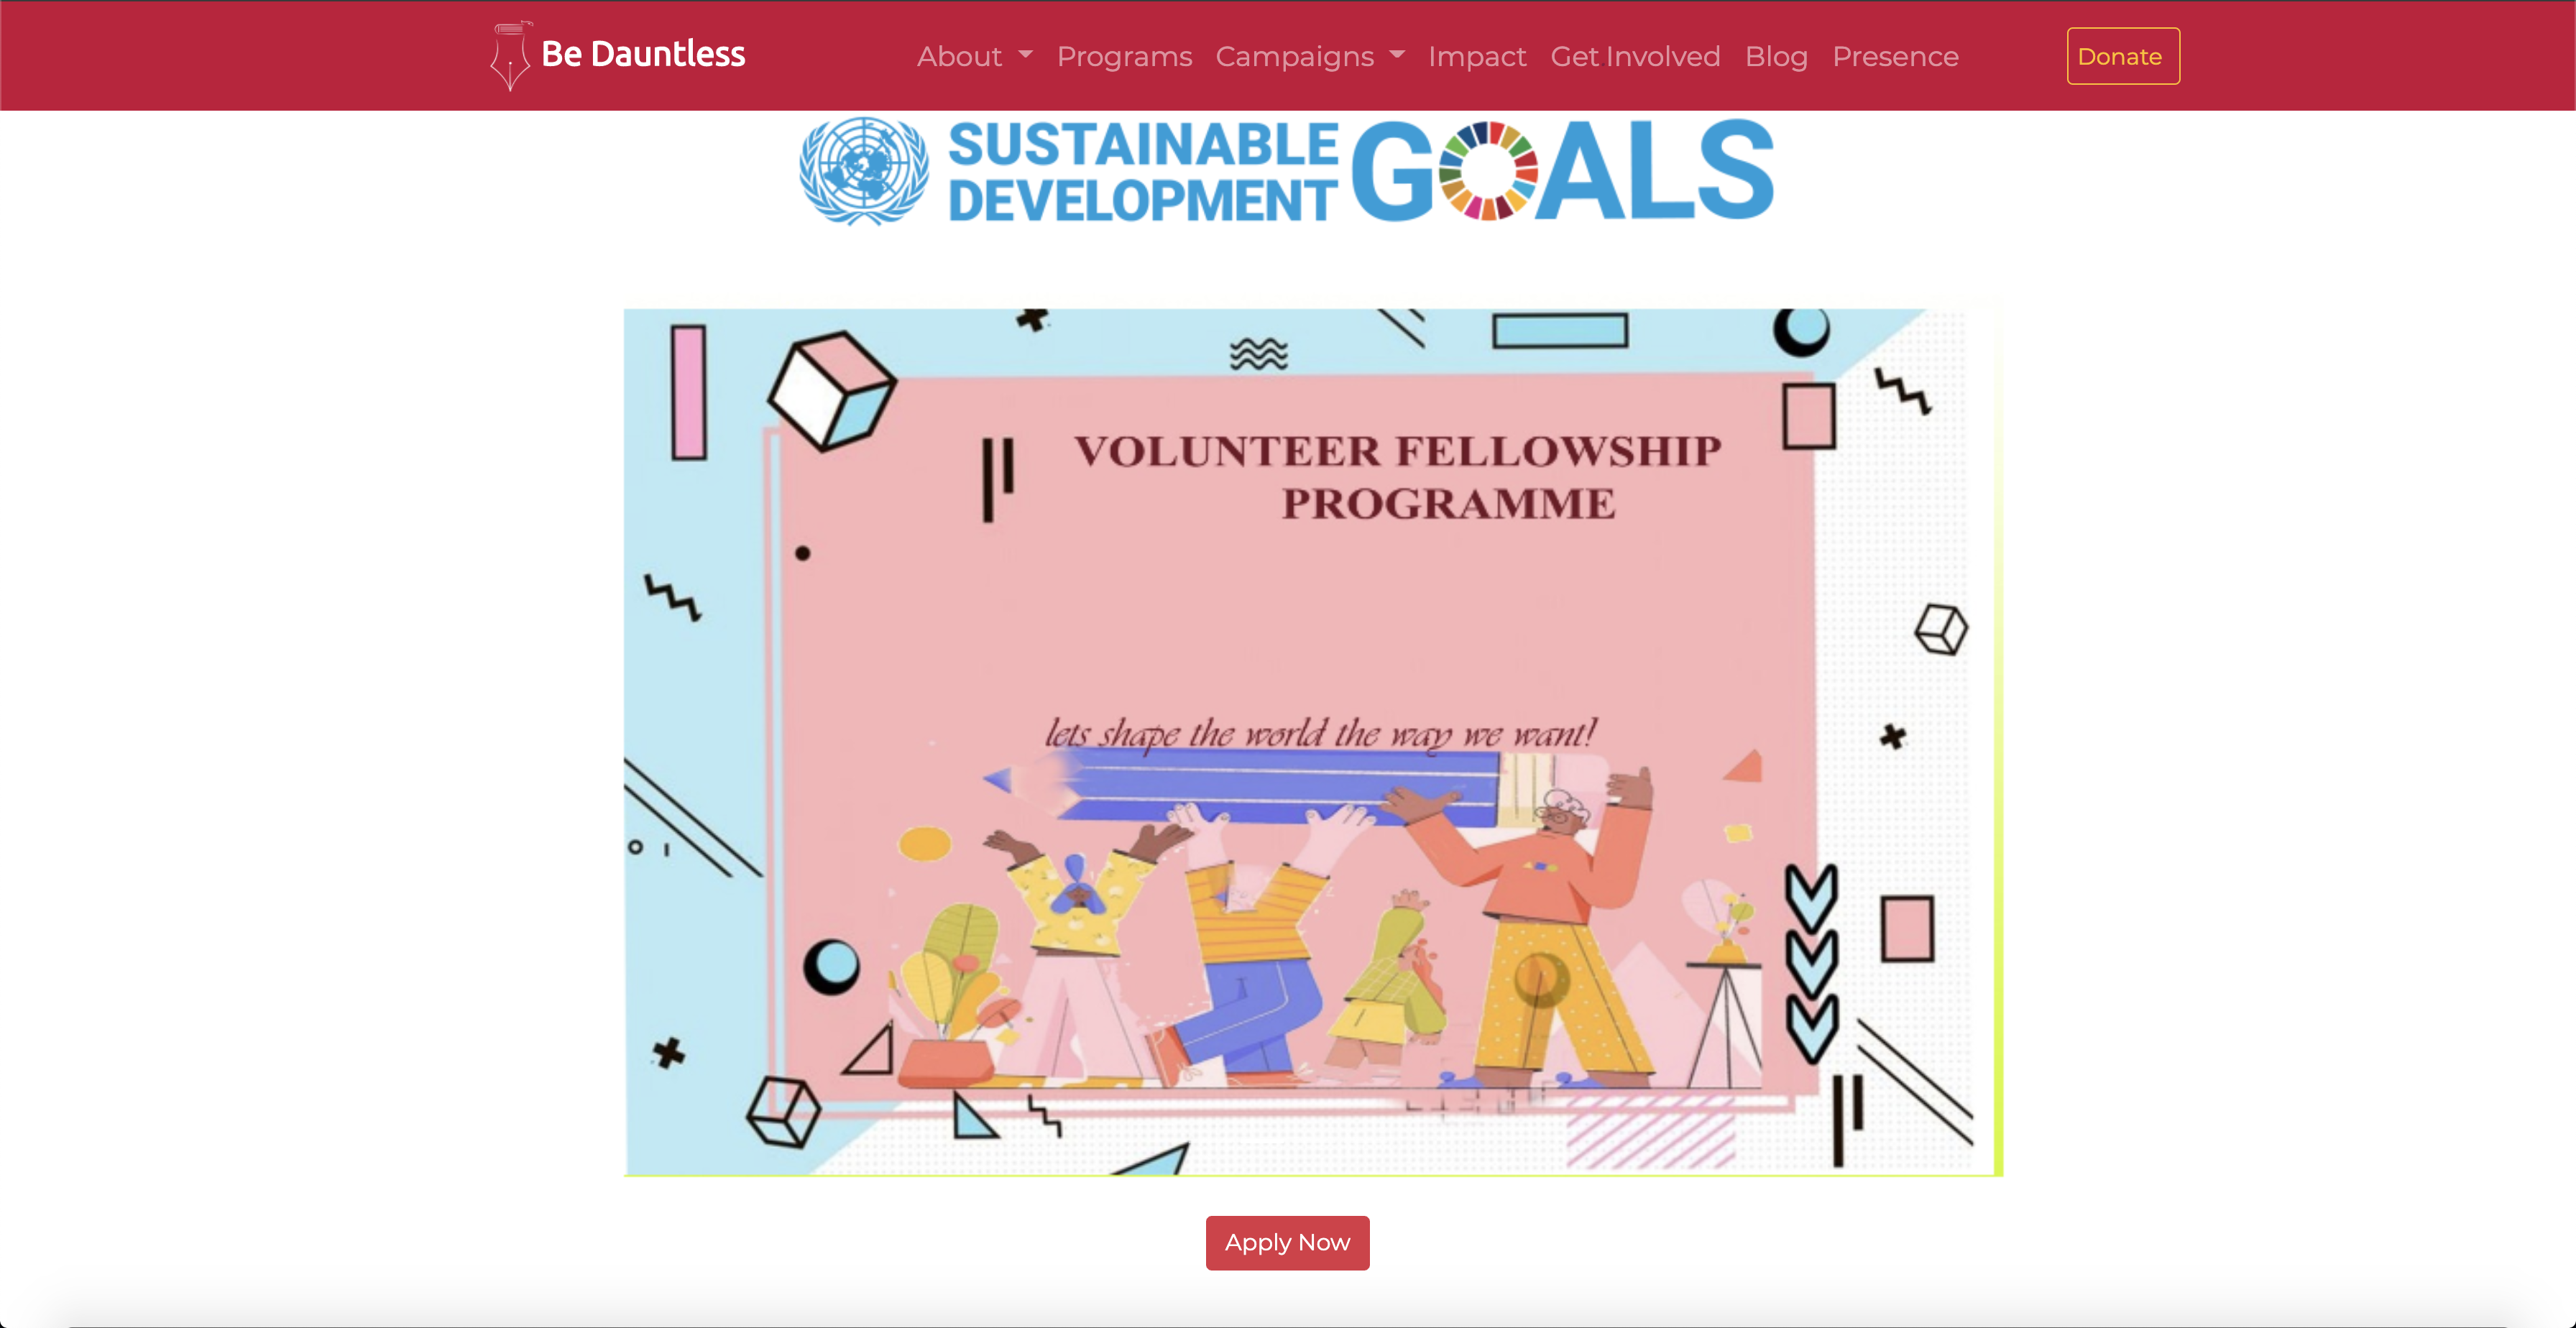 Be Dauntless
About Programs Campaigns Impact Get Involved Blog Presence
Donate
SUSTAINABLE
DEVELOPMENT
GOALS
VOLUNTEER FELLOWSHIP
PROGRAMME
lets shape the world the way we want!
Apply Now